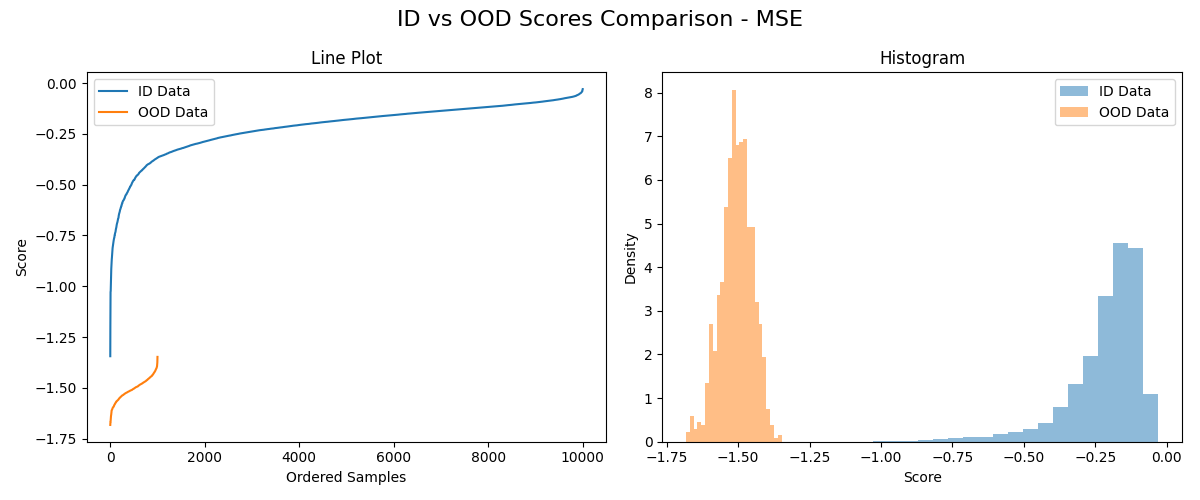 ID vs OOD Scores Comparison - MSE
Line Plot
ID Data
OOD Data
0.00
−0.25
−0.50
−0.75
−1.00
−1.25
−1.50
−1.75
Score
0 2000 4000 6000 8000 10000
Ordered Samples
Histogram
ID Data
OOD Data
8
7
6
5
4
3
2
1
0
Density
−1.75 −1.50 −1.25 −1.00 −0.75 −0.50 −0.25 0.00
Score